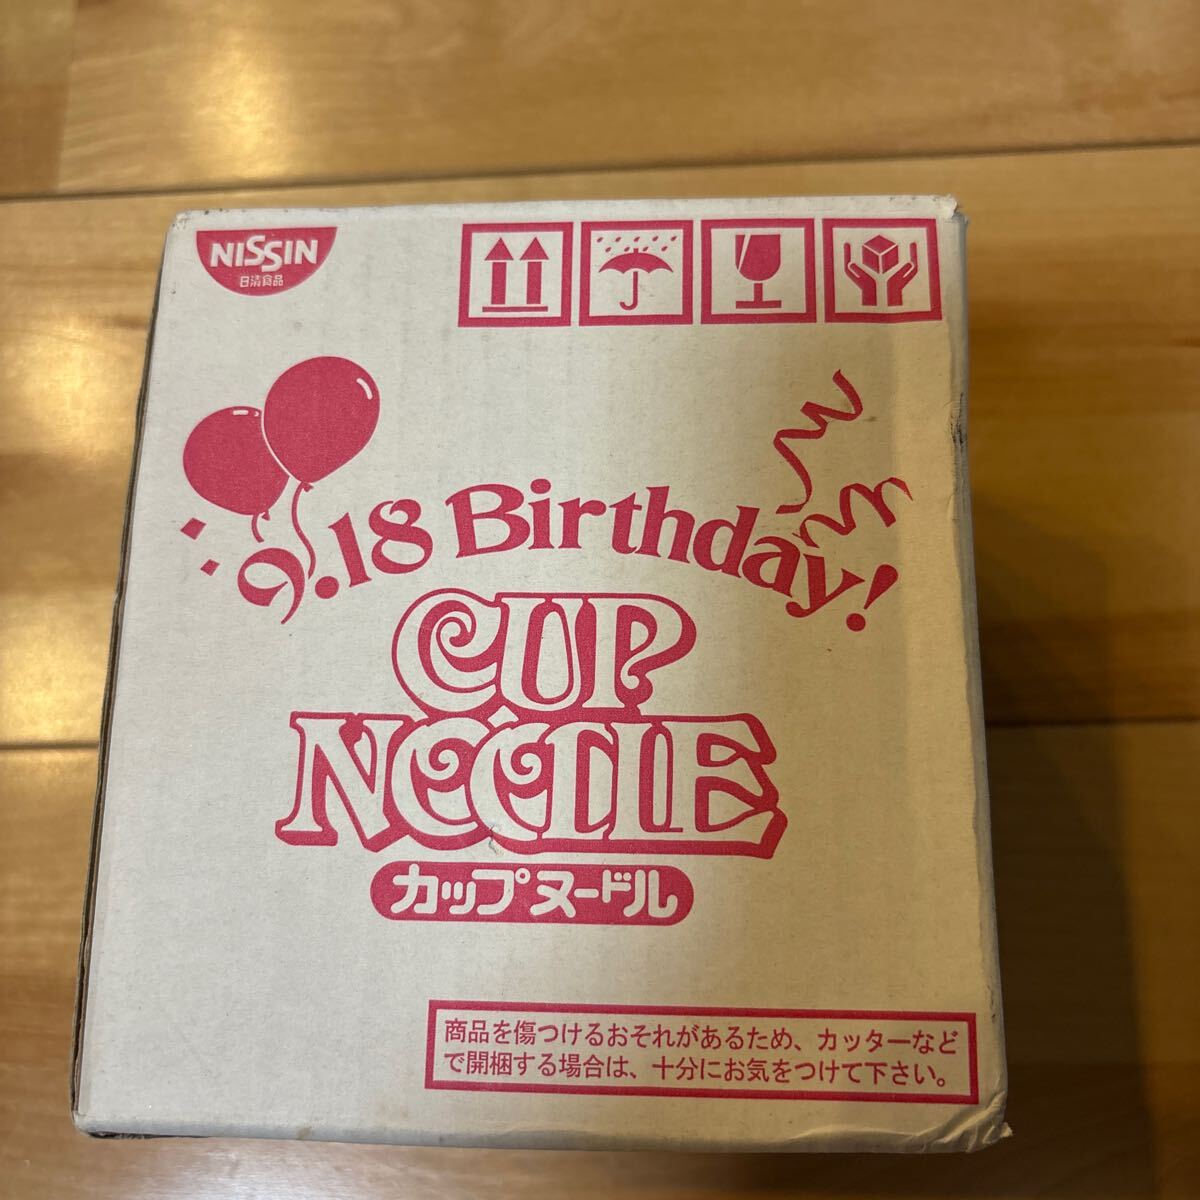 NISSIN
日清食品
9.18 Birthday!
CUP
NOODLE
カップヌードル
商品を傷つけるおそれがあるため、カッターなど
で開梱する場合は、十分にお気をつけて下さい。